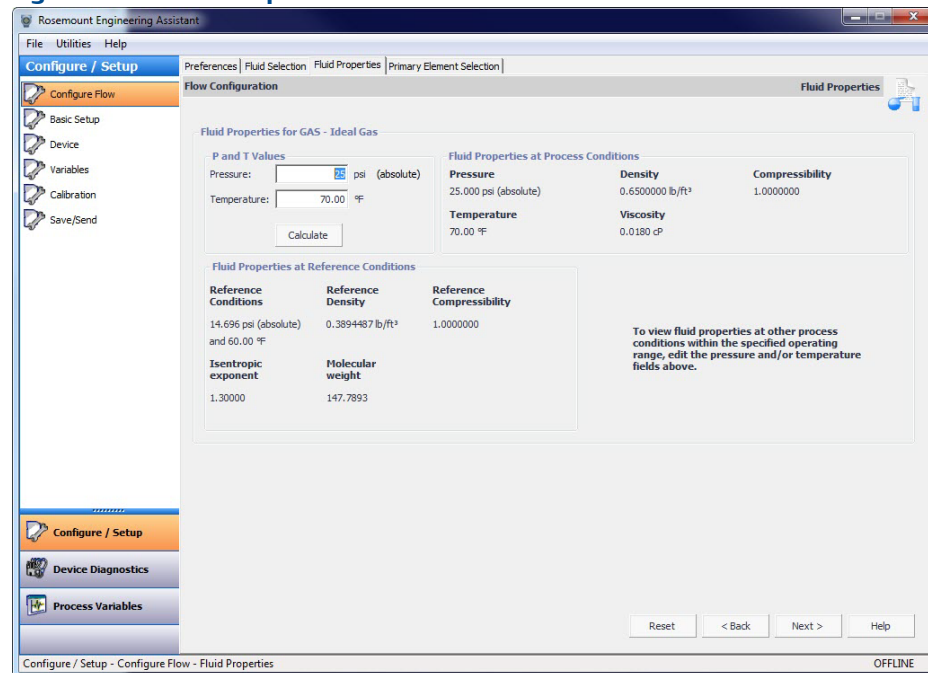 Rosemount Engineering Assistant
File Utilities Help
Configure / Setup
Configure Flow
Basic Setup
Device
Variables
Calibration
Save/Send
Configure / Setup
Device Diagnostics
Process Variables
Preferences Fluid Selection Fluid Properties Primary Element Selection
Flow Configuration Fluid Properties
Fluid Properties for GAS - Ideal Gas
P and T Values
Pressure: 25 psi (absolute)
Temperature: 70.00 °F
Calculate
Fluid Properties at Process Conditions
Pressure Density Compressibility
25.000 psi (absolute) 0.6500000 lb/ft³ 1.0000000
Temperature Viscosity
70.00 °F 0.0180 cP
Fluid Properties at Reference Conditions
Reference Reference Reference
Conditions Density Compressibility
14.696 psi (absolute) 0.3894487 lb/ft³ 1.0000000
and 60.00 °F
Isentropic Molecular
exponent weight
1.30000 147.7893
To view fluid properties at other process
conditions within the specified operating
range, edit the pressure and/or temperature
fields above.
Reset < Back Next > Help
Configure / Setup - Configure Flow - Fluid Properties OFFLINE